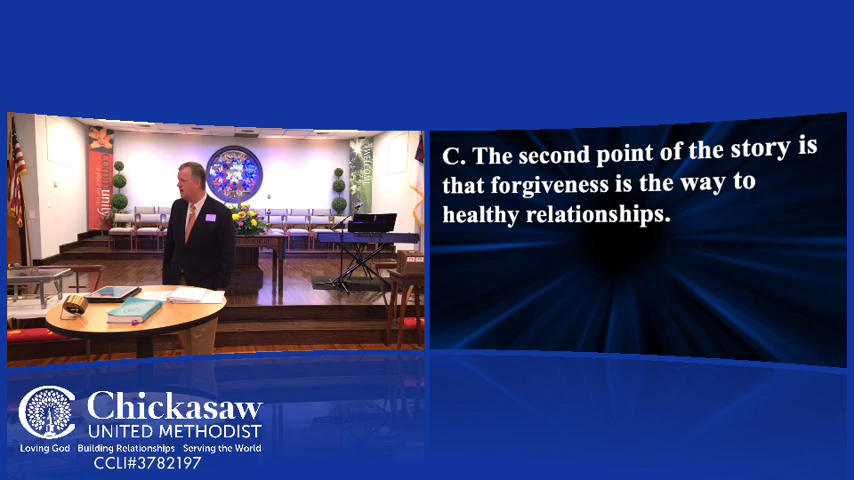 C. The second point of the story is
that forgiveness is the way to
healthy relationships.
Chickasaw
UNITED METHODIST
Loving God Building Relationships Serving the World
CCLI#3782197